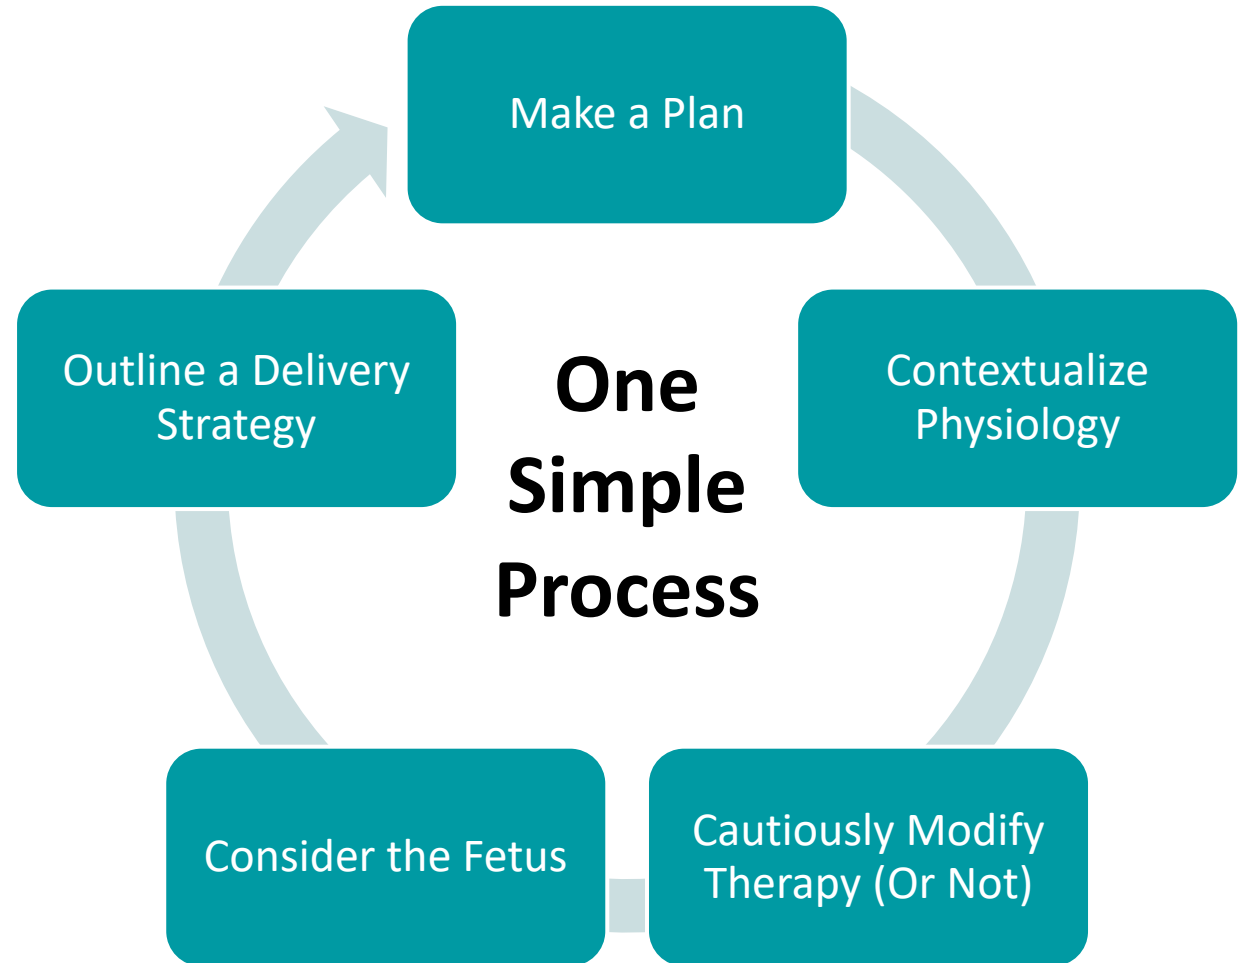 Make a Plan
Contextualize
Physiology
Cautiously Modify
Therapy (Or Not)
Consider the Fetus
Outline a Delivery
Strategy
One
Simple
Process